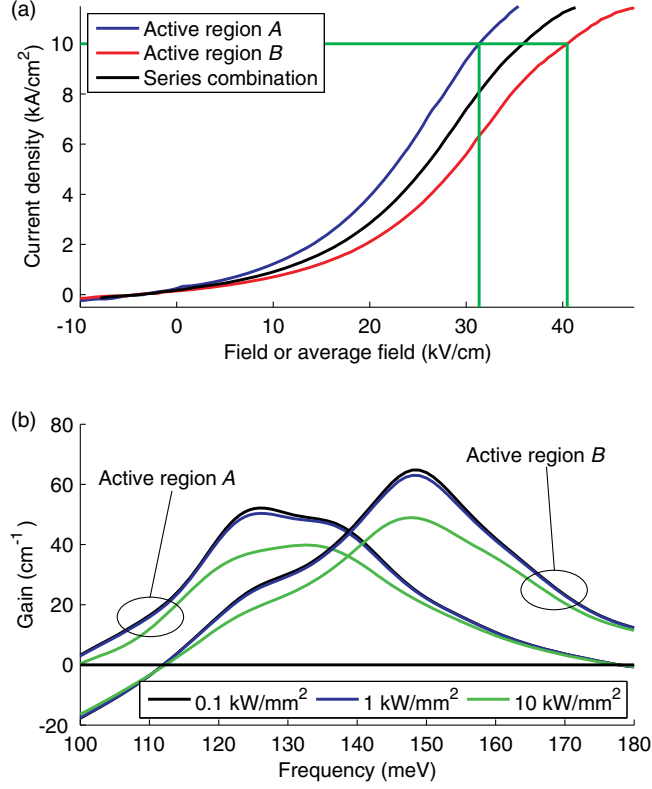 (a)
Active region A
Active region B
Series combination
Current density (kA/cm²)
10
8
6
4
2
0
-10
0
10
20
30
40
Field or average field (kV/cm)
(b)
Active region A
Active region B
Gain (cm⁻¹)
80
60
40
20
0
-20
0.1 kW/mm²
1 kW/mm²
10 kW/mm²
100
110
120
130
140
150
160
170
180
Frequency (meV)